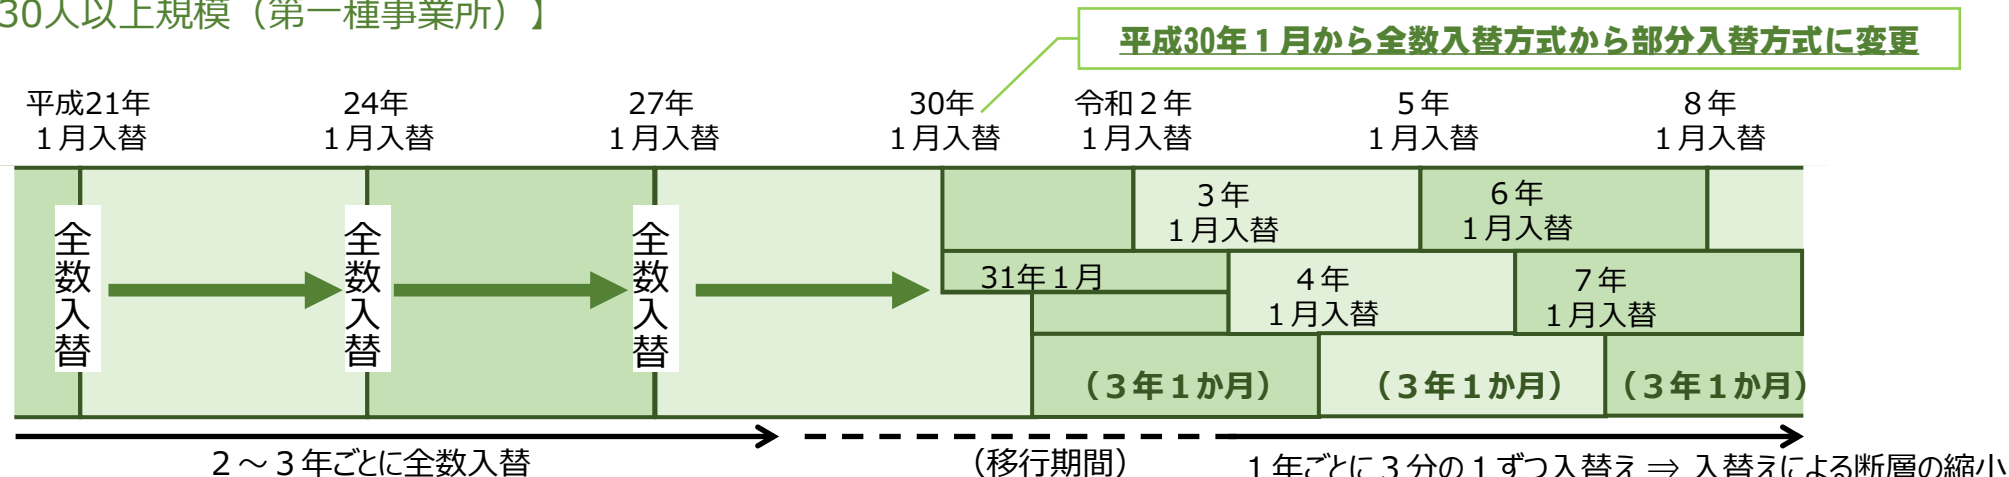 30人以上規模（第一種事業所）】
平成30年１月から全数入替方式から部分入替方式に変更
平成21年
１月入替
24年
１月入替
27年
１月入替
30年
１月入替
令和２年
１月入替
５年
１月入替
８年
１月入替
全数入替
全数入替
全数入替
３年
１月入替
６年
１月入替
31年１月
４年
１月入替
７年
１月入替
（３年１か月）
（３年１か月）
（３年１か月）
２～３年ごとに全数入替
（移行期間）
１年ごとに３分の１ずつ入替え ⇒ 入替えによる断層の縮小